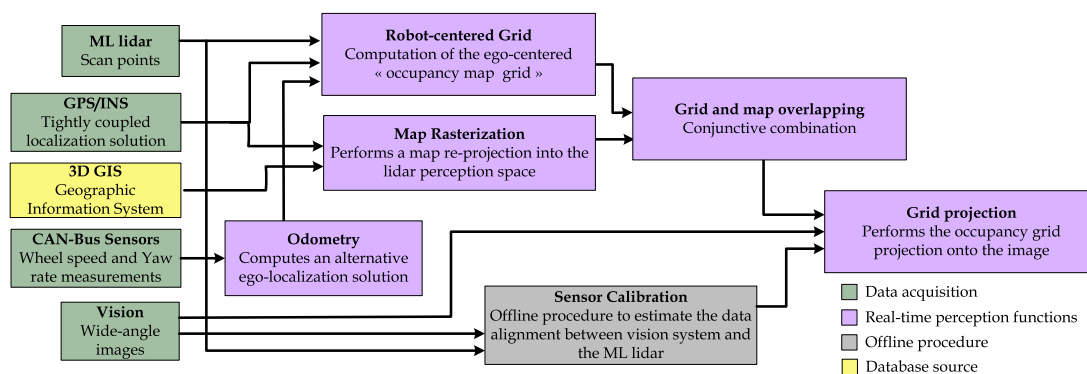 ML lidar
Scan points
GPS/INS
Tightly coupled
localization solution
3D GIS
Geographic
Information System
CAN-Bus Sensors
Wheel speed and Yaw
rate measurements
Vision
Wide-angle
images
Robot-centered Grid
Computation of the ego-centered
« occupancy map grid »
Map Rasterization
Performs a map re-projection into the
lidar perception space
Odometry
Computes an alternative
ego-localization solution
Grid and map overlapping
Conjunctive combination
Sensor Calibration
Offline procedure to estimate the data
alignment between vision system and
the ML lidar
Grid projection
Performs the occupancy grid
projection onto the image
Data acquisition
Real-time perception functions
Offline procedure
Database source